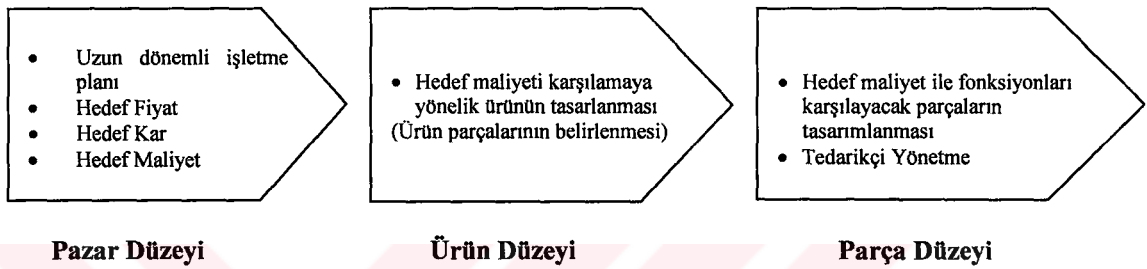 • Uzun dönemli işletme
planı
• Hedef Fiyat
• Hedef Kar
• Hedef Maliyet
• Hedef maliyeti karşılamaya
yönelik ürünün tasarlanması
(Ürün parçalarının belirlenmesi)
• Hedef maliyet ile fonksiyonları
karşılayacak parçaların
tasarımlanması
• Tedarikçi Yönetme
Pazar Düzeyi
Ürün Düzeyi
Parça Düzeyi